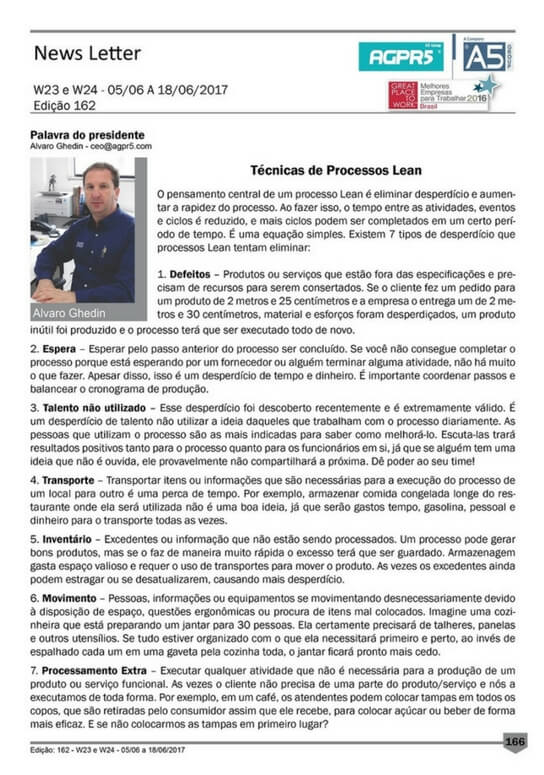 News Letter
W23 e W24 - 05/06 A 18/06/2017
Edição 162
AGPR5
A Company
A5
GROUP
GREAT
PLACE
TO
WORK
Brasil
Melhores
Empresas
para Trabalhar 2016
Palavra do presidente
Alvaro Ghedin - ceo@agpr5.com
Alvaro Ghedin
Técnicas de Processos Lean
O pensamento central de um processo Lean é eliminar desperdício e aumen-
tar a rapidez do processo. Ao fazer isso, o tempo entre as atividades, eventos
e ciclos é reduzido, e mais ciclos podem ser completados em um certo perí-
odo de tempo. É uma equação simples. Existem 7 tipos de desperdício que
processos Lean tentam eliminar:
1. Defeitos – Produtos ou serviços que estão fora das especificações e pre-
cisam de recursos para serem consertados. Se o cliente fez um pedido para
um produto de 2 metros e 25 centímetros e a empresa o entrega um de 2 me-
tros e 30 centímetros, material e esforços foram desperdiçados, um produto
inútil foi produzido e o processo terá que ser executado todo de novo.
2. Espera – Esperar pelo passo anterior do processo ser concluído. Se você não consegue completar o
processo porque está esperando por um fornecedor ou alguém terminar alguma atividade, não há muito
o que fazer. Apesar disso, isso é um desperdício de tempo e dinheiro. É importante coordenar passos e
balancear o cronograma de produção.
3. Talento não utilizado – Esse desperdício foi descoberto recentemente e é extremamente válido. É
um desperdício de talento não utilizar a ideia daqueles que trabalham com o processo diariamente. As
pessoas que utilizam o processo são as mais indicadas para saber como melhorá-lo. Escuta-las trará
resultados positivos tanto para o processo quanto para os funcionários em si, já que se alguém tem uma
ideia que não é ouvida, ele provavelmente não compartilhará a próxima. Dê poder ao seu time!
4. Transporte – Transportar itens ou informações que são necessárias para a execução do processo de
um local para outro é uma perca de tempo. Por exemplo, armazenar comida congelada longe do res-
taurante onde ela será utilizada não é uma boa ideia, já que serão gastos tempo, gasolina, pessoal e
dinheiro para o transporte todas as vezes.
5. Inventário – Excedentes ou informação que não estão sendo processados. Um processo pode gerar
bons produtos, mas se o faz de maneira muito rápida o excesso terá que ser guardado. Armazenagem
gasta espaço valioso e requer o uso de transportes para mover o produto. As vezes os excedentes ainda
podem estragar ou se desatualizarem, causando mais desperdício.
6. Movimento – Pessoas, informações ou equipamentos se movimentando desnecessariamente devido
à disposição de espaço, questões ergonômicas ou procura de itens mal colocados. Imagine uma cozi-
nheira que está preparando um jantar para 30 pessoas. Ela certamente precisará de talheres, panelas
e outros utensílios. Se tudo estiver organizado com o que ela necessitará primeiro e perto, ao invés de
espalhado cada um em uma gaveta pela cozinha toda, o jantar ficará pronto mais cedo.
7. Processamento Extra – Executar qualquer atividade que não é necessária para a produção de um
produto ou serviço funcional. As vezes o cliente não precisa de uma parte do produto/serviço e nós a
executamos de toda forma. Por exemplo, em um café, os atendentes podem colocar tampas em todos os
copos, que são retiradas pelo consumidor assim que ele recebe, para colocar açúcar ou beber de forma
mais eficaz. E se não colocarmos as tampas em primeiro lugar?
166
Edição: 162 - W23 e W24 - 05/06 a 18/06/2017